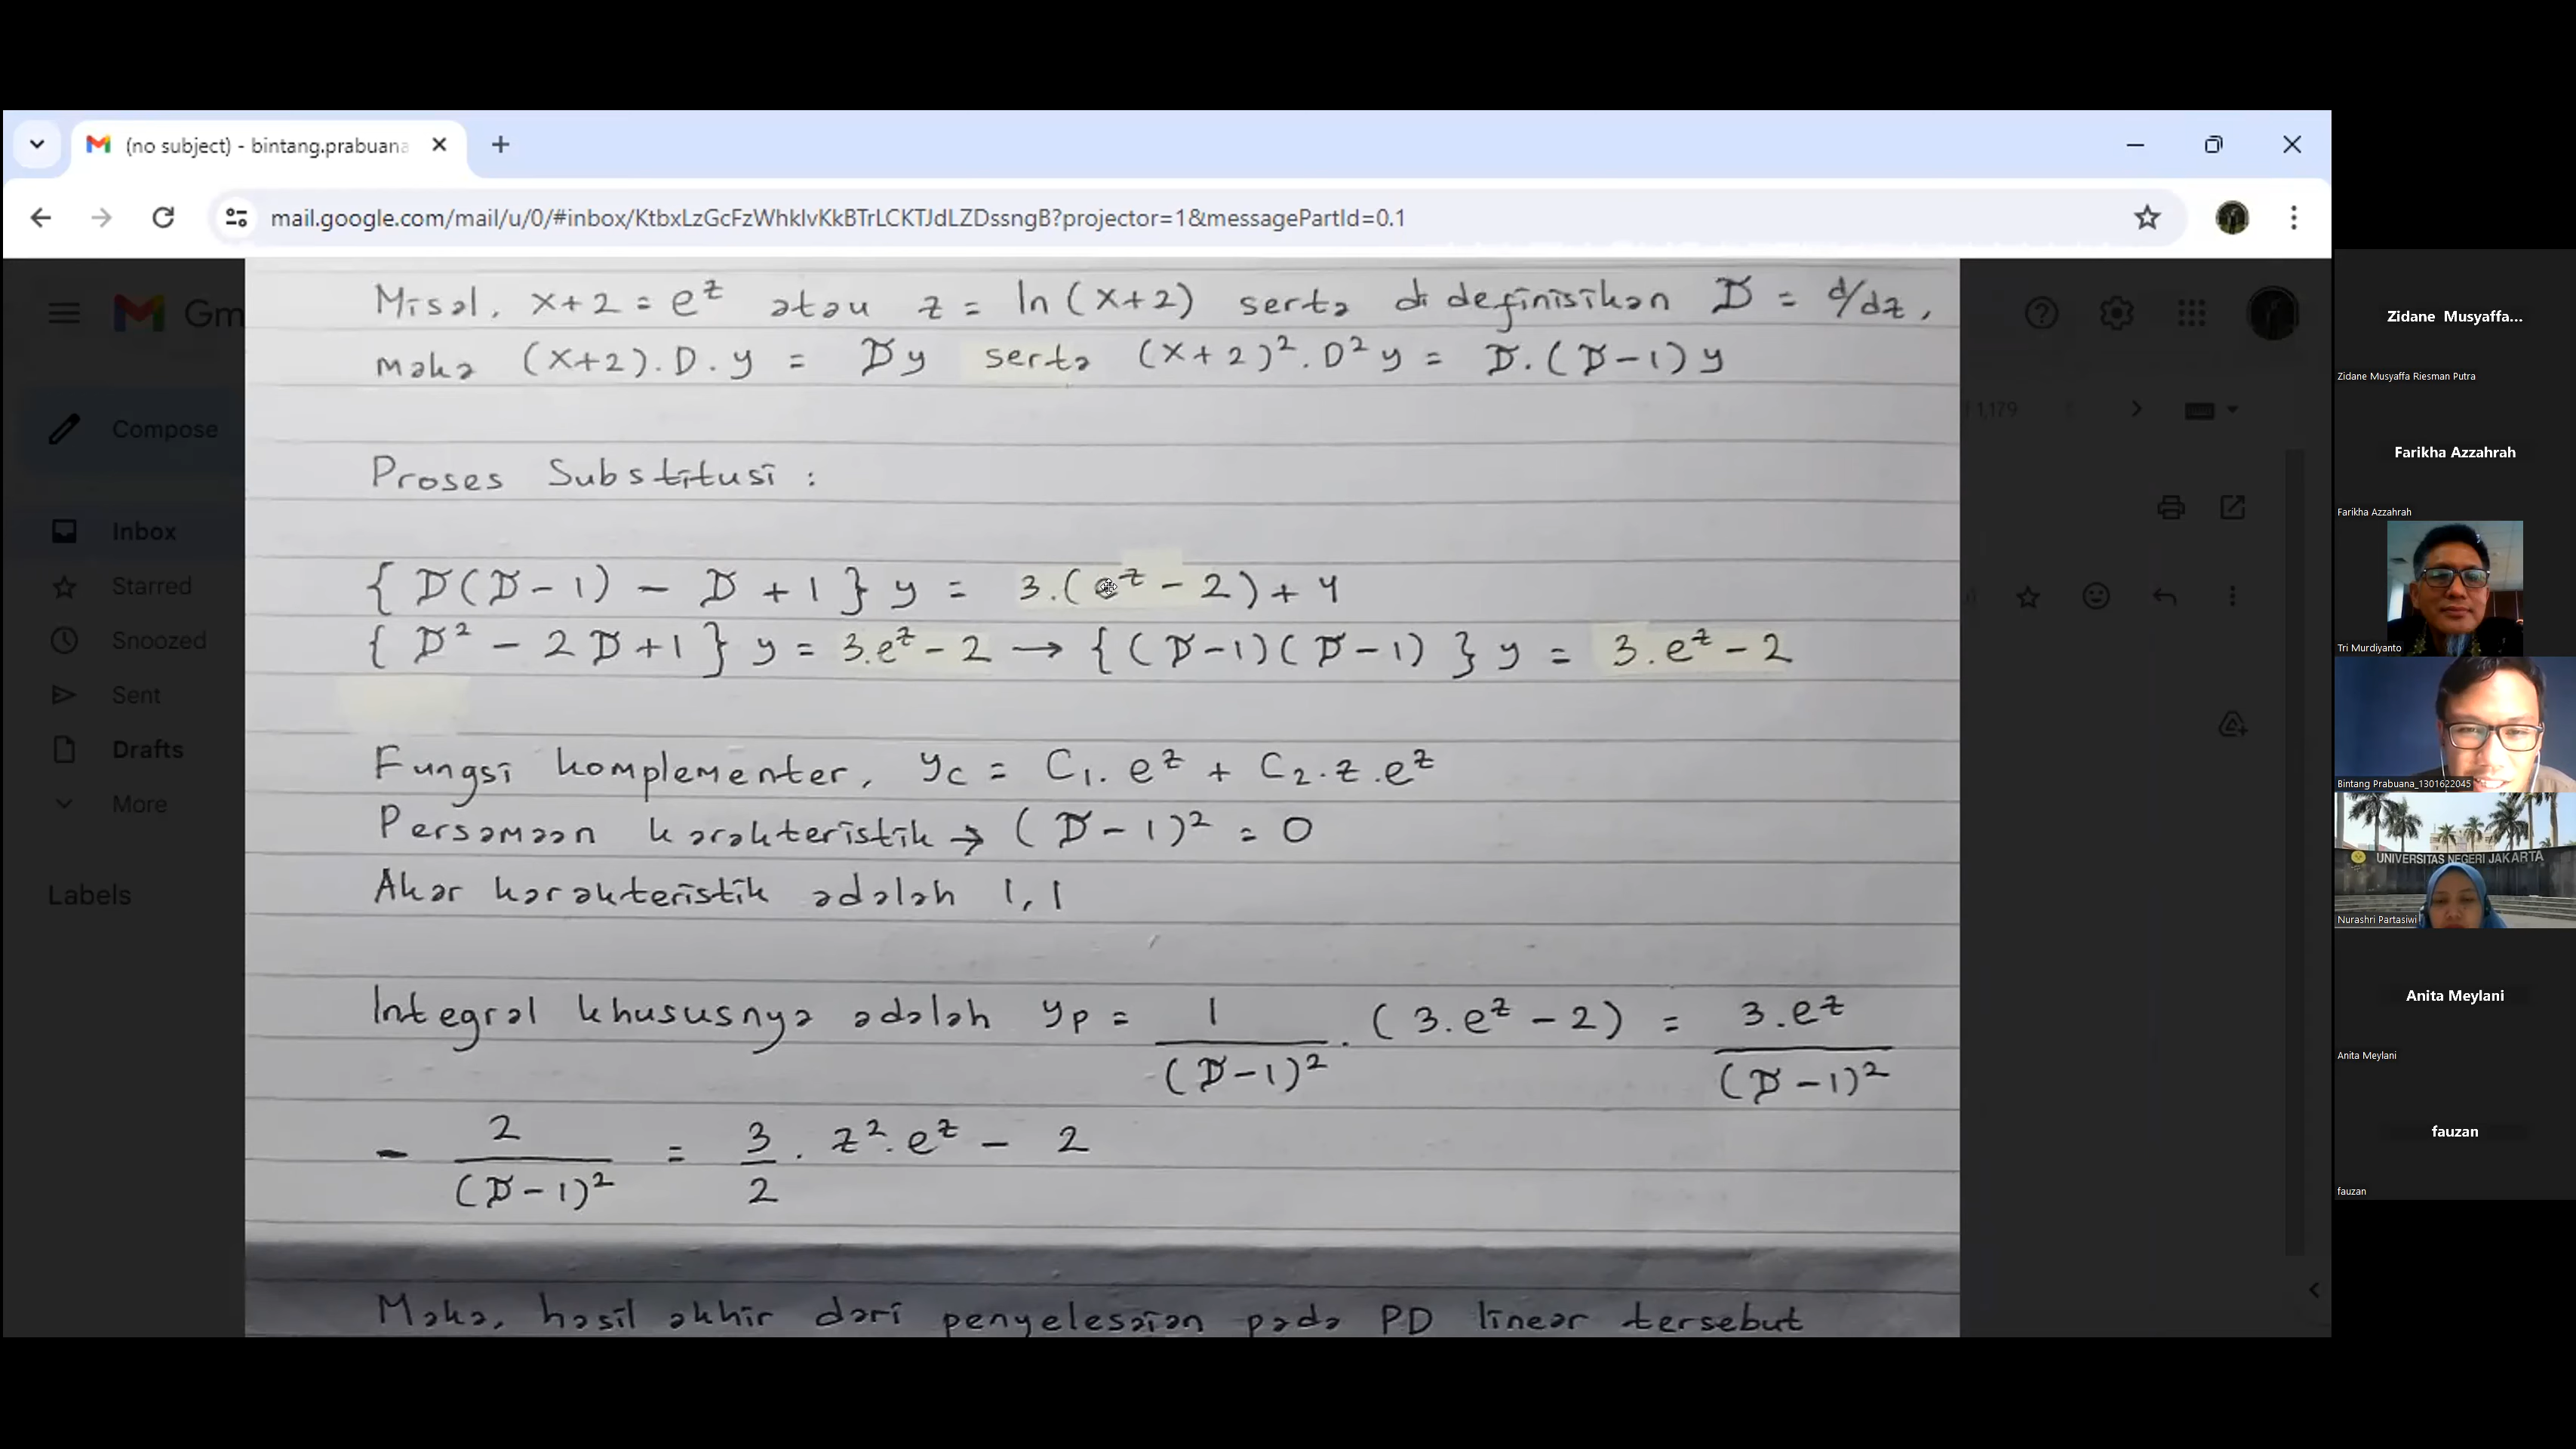 (no subject) - bintang.prabuana
mail.google.com/mail/u/0/#inbox/KtbxLzGcFzWhklvKkBTrLCKTJdLZDssngB?projector=1&messagePartId=0.1
Gm
Compose
Inbox
Starred
Snoozed
Sent
Drafts
More
Labels
1,179
Misal, x+2 = e^z atau z = ln (x+2) serta di definisikan D = d/dz,
maka (x+2).D.y = Dy serta (x+2)².D²y = D.(D-1)y
Proses Substitusi :
{ D(D-1) - D + 1 } y = 3.(e^z - 2) + 4
{ D² - 2D+1 } y = 3.e^z - 2 → { (D-1)(D-1) } y = 3.e^z - 2
Fungsi komplementer, yc = C₁. e^z + C₂.z.e^z
Persamaan karakteristik → (D-1)² = 0
Akar karakteristik adalah 1,1
Integral khususnya adalah yp = 1/(D-1)² . (3.e^z - 2) = 3.e^z/(D-1)²
- 2/(D-1)² = 3/2 . z².e^z - 2
Maka, hasil akhir dari penyelesaian pada PD linear tersebut
Zidane Musyaffa...
Zidane Musyaffa Riesman Putra
Farikha Azzahrah
Farikha Azzahrah
Tri Murdiyanto
Bintang Prabuana_1301622045
UNIVERSITAS NEGERI JAKARTA
Nurashri Partasiwi
Anita Meylani
Anita Meylani
fauzan
fauzan